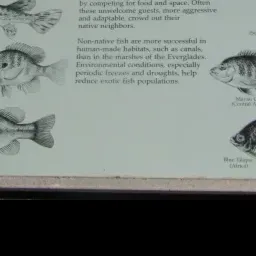 by competing for food and space. Often
these unwelcome guests, more aggressive
and adaptable, crowd out their
native neighbors.
Non-native fish are more successful in
human-made habitats, such as canals,
than in the marshes of the Everglades.
Environmental conditions, especially
periodic freezes and droughts, help
reduce exotic fish populations.
Blue Tilapia
(Africa)